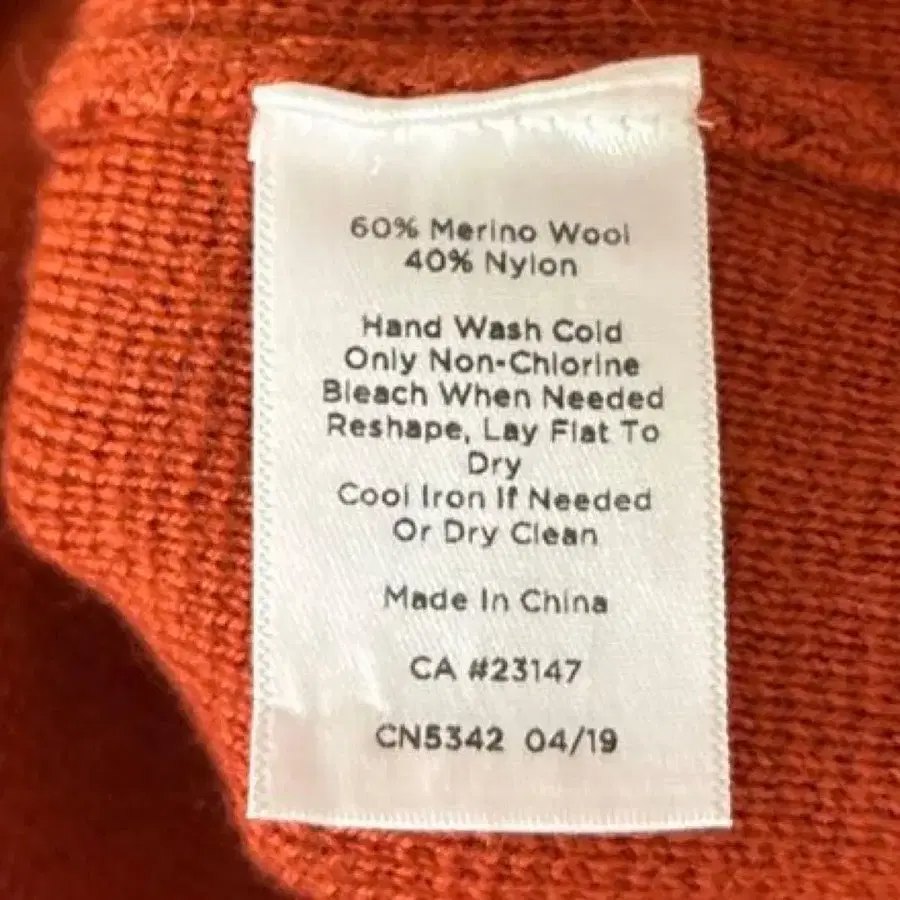 60% Merino Wool
40% Nylon
Hand Wash Cold
Only Non-Chlorine
Bleach When Needed
Reshape, Lay Flat To
Dry
Cool Iron If Needed
Or Dry Clean
Made In China
CA #23147
CN5342 04/19